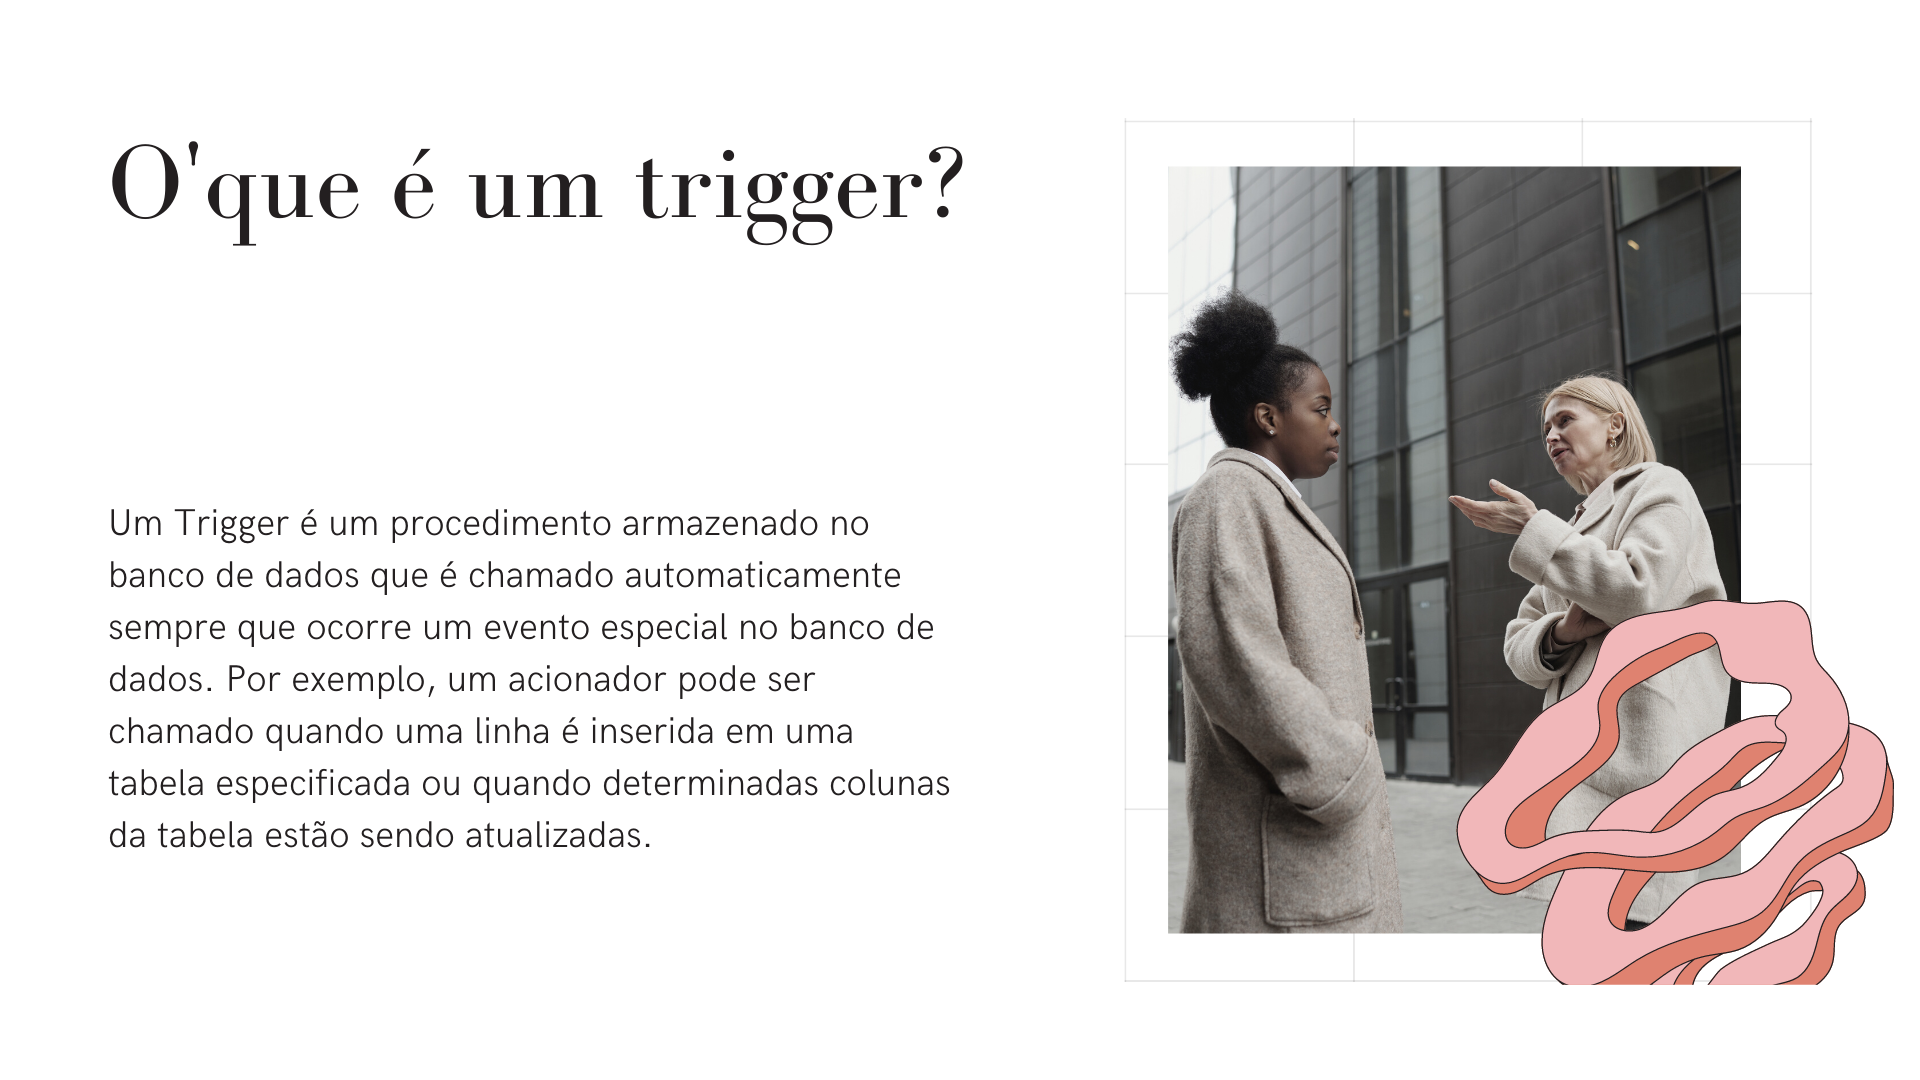 O'que é um trigger?
Um Trigger é um procedimento armazenado no
banco de dados que é chamado automaticamente
sempre que ocorre um evento especial no banco de
dados. Por exemplo, um acionador pode ser
chamado quando uma linha é inserida em uma
tabela especificada ou quando determinadas colunas
da tabela estão sendo atualizadas.